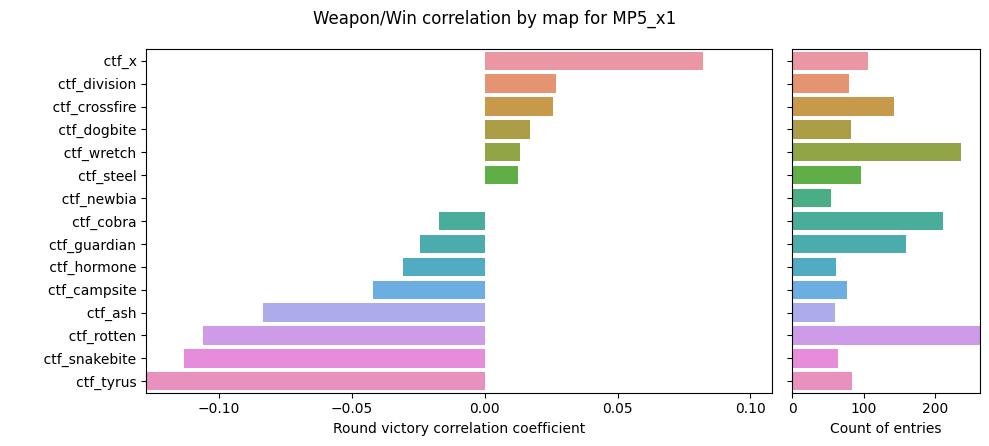 Weapon/Win correlation by map for MP5_x1
ctf_x
ctf_division
ctf_crossfire
ctf_dogbite
ctf_wretch
ctf_steel
ctf_newbia
ctf_cobra
ctf_guardian
ctf_hormone
ctf_campsite
ctf_ash
ctf_rotten
ctf_snakebite
ctf_tyrus
−0.10 −0.05 0.00 0.05 0.10 0 100 200
Round victory correlation coefficient Count of entries